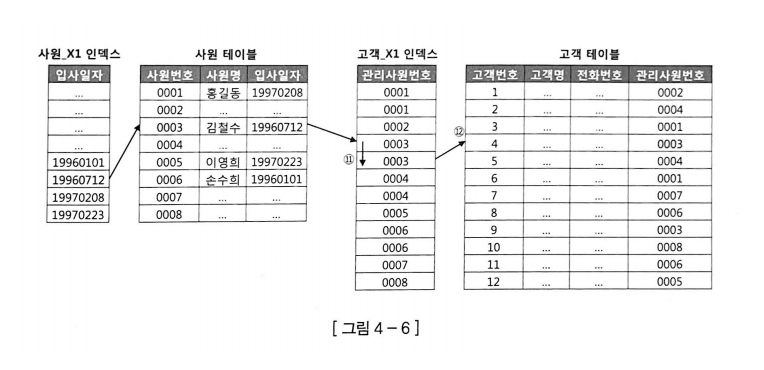 사원_X1 인덱스 사원 테이블 고객_X1 인덱스 고객 테이블
입사일자 사원번호 사원명 입사일자 관리사원번호 고객번호 고객명 전화번호 관리사원번호
... 0001 홍길동 19970208 0001 1 ... ... 0002
... 0002 ... ... 0001 2 ... ... 0004
... 0003 김철수 19960712 0002 3 ... ... 0001
... 0004 ... ... 0003 ⑫ 4 ... ... 0003
19960101 0005 이영희 19970223 ⑪ 0003 5 ... ... 0004
19960712 0006 손수희 19960101 0004 6 ... ... 0001
19970208 0007 ... ... 0004 7 ... ... 0007
19970223 0008 ... ... 0005 8 ... ... 0006
0006 9 ... ... 0003
0006 10 ... ... 0008
0007 11 ... ... 0006
0008 12 ... ... 0005
[ 그림 4 - 6 ]